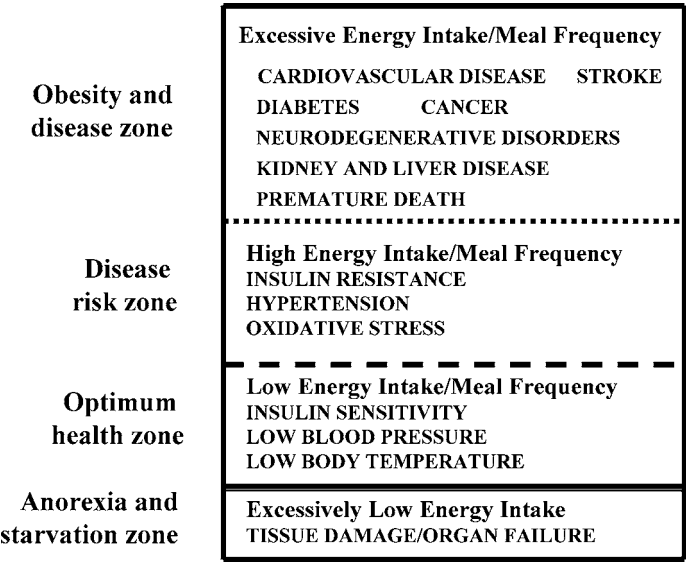 Obesity and
disease zone
Excessive Energy Intake/Meal Frequency
CARDIOVASCULAR DISEASE STROKE
DIABETES CANCER
NEURODEGENERATIVE DISORDERS
KIDNEY AND LIVER DISEASE
PREMATURE DEATH
Disease
risk zone
High Energy Intake/Meal Frequency
INSULIN RESISTANCE
HYPERTENSION
OXIDATIVE STRESS
Optimum
health zone
Low Energy Intake/Meal Frequency
INSULIN SENSITIVITY
LOW BLOOD PRESSURE
LOW BODY TEMPERATURE
Anorexia and
starvation zone
Excessively Low Energy Intake
TISSUE DAMAGE/ORGAN FAILURE